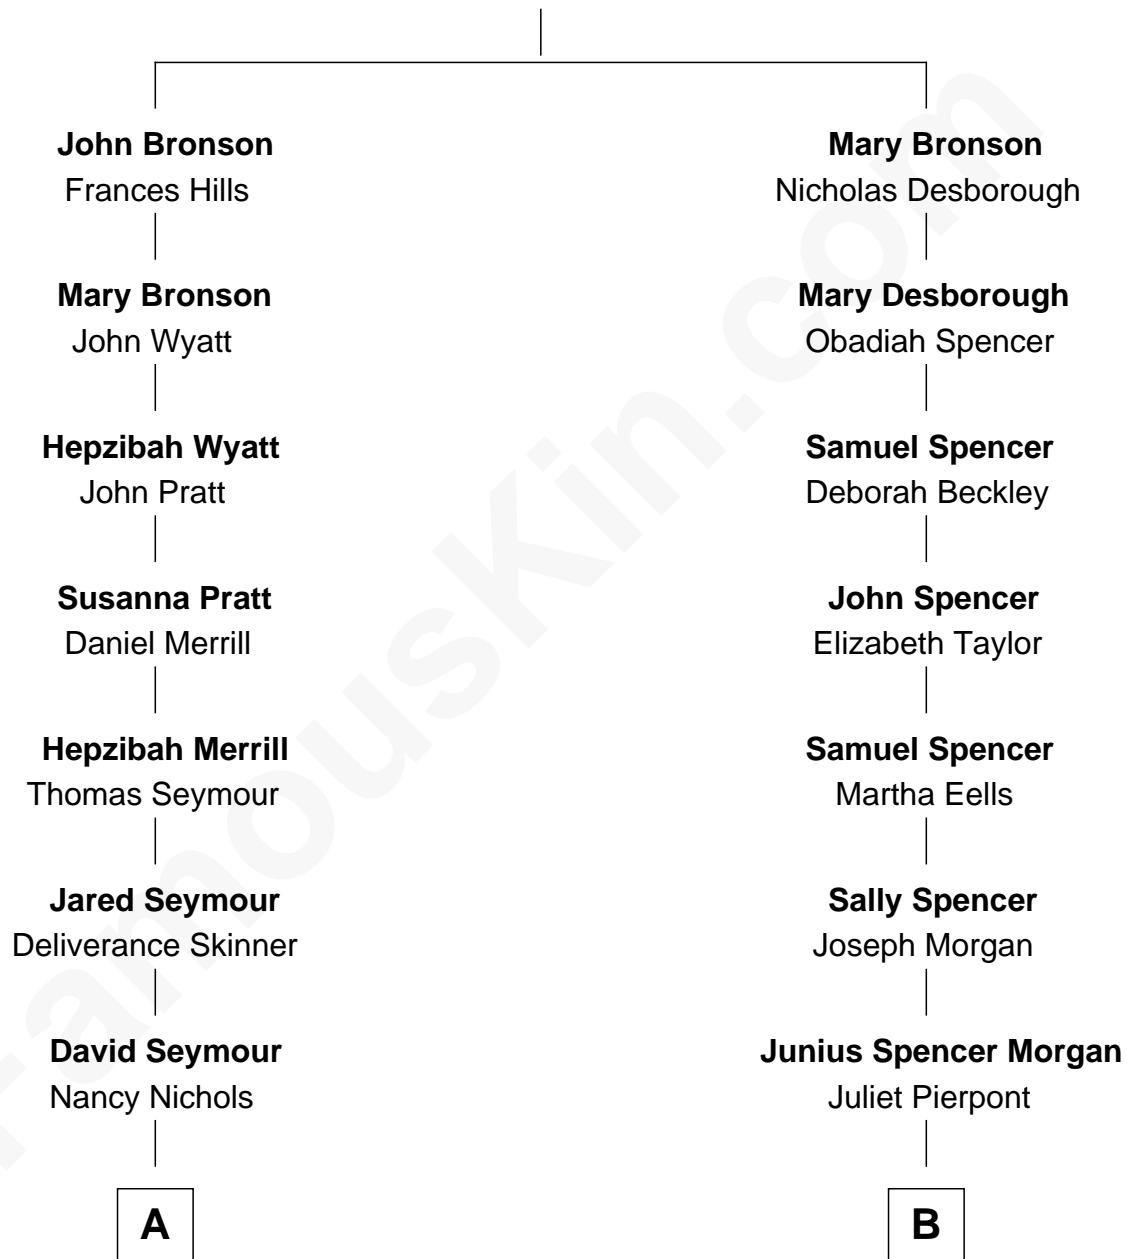 John Bronson
Frances Hills
Mary Bronson
John Wyatt
Hepzibah Wyatt
John Pratt
Susanna Pratt
Daniel Merrill
Hepzibah Merrill
Thomas Seymour
Jared Seymour
Deliverance Skinner
David Seymour
Nancy Nichols
A
Mary Bronson
Nicholas Desborough
Mary Desborough
Obadiah Spencer
Samuel Spencer
Deborah Beckley
John Spencer
Elizabeth Taylor
Samuel Spencer
Martha Eells
Sally Spencer
Joseph Morgan
Junius Spencer Morgan
Juliet Pierpont
B
FamousKin.com